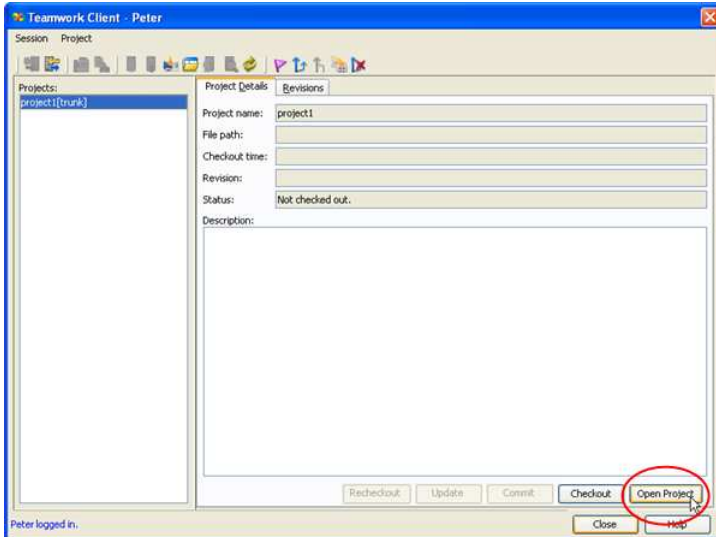 Teamwork Client - Peter
Session Project
Projects:
project1[trunk]
Project Details Revisions
Project name: project1
File path:
Checkout time:
Revision:
Status: Not checked out.
Description:
Recheckout Update Commit Checkout Open Project
Peter logged in.
Close Help